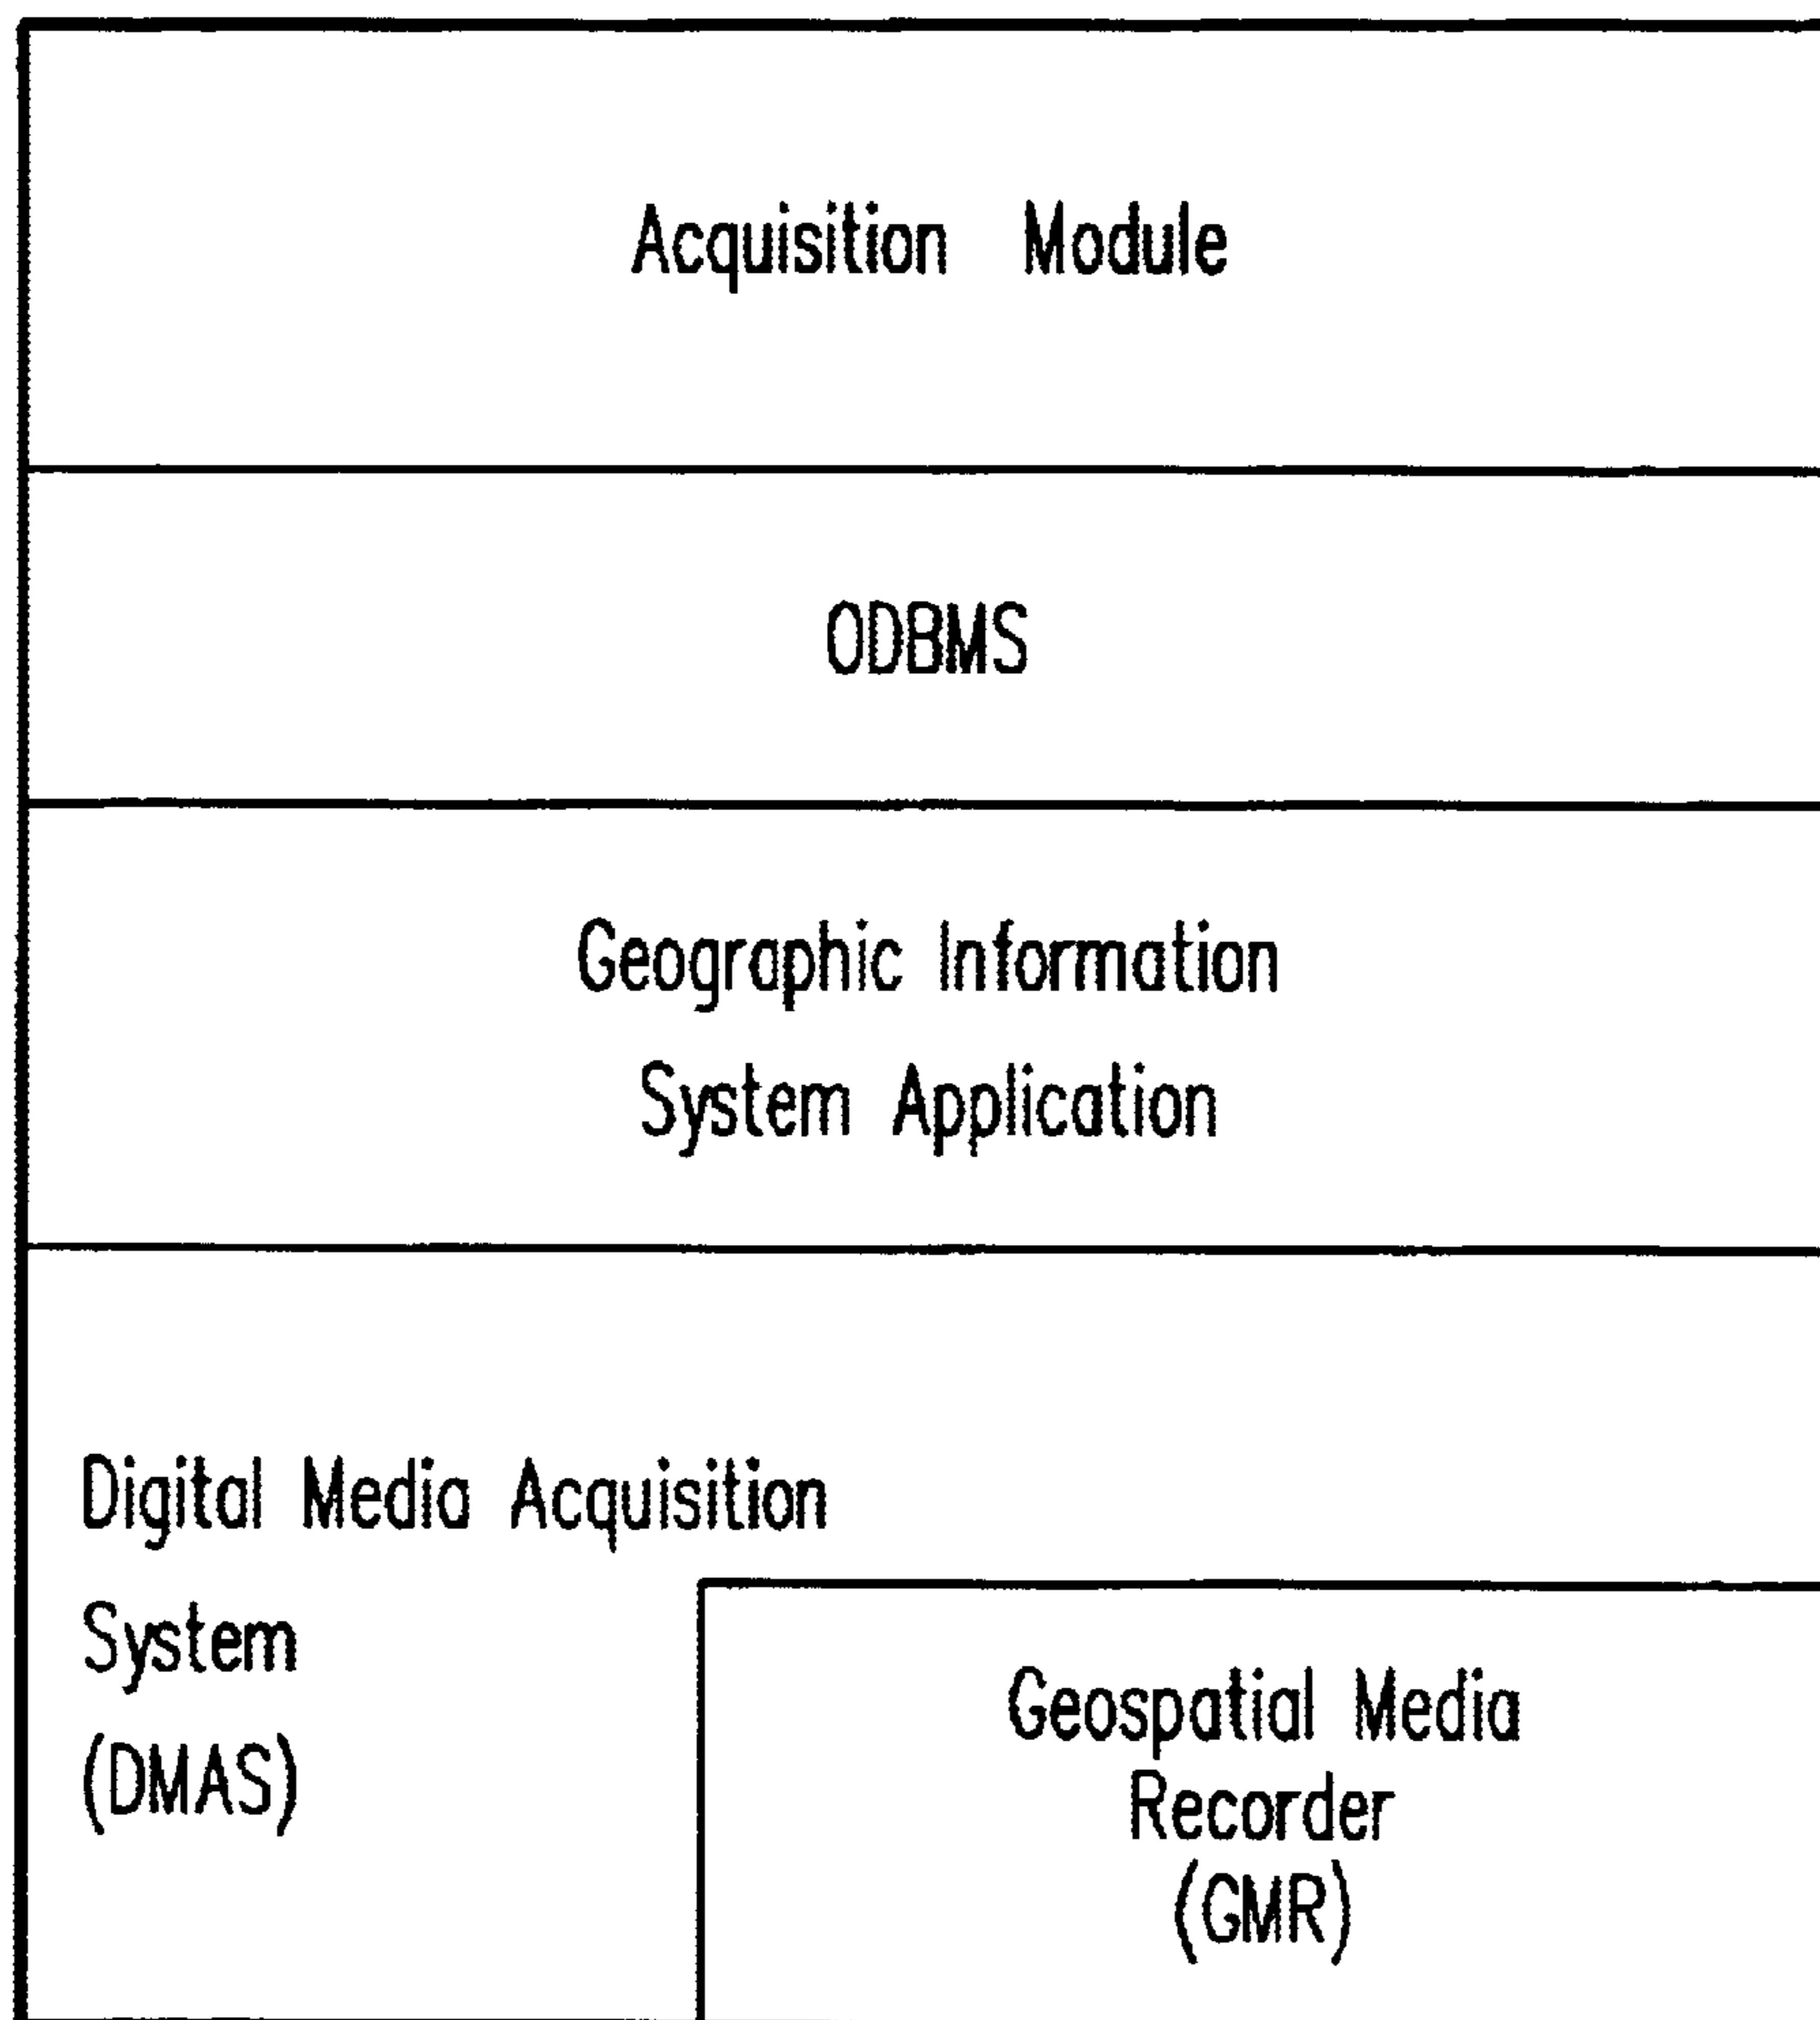 Acquisition Module
ODBMS
Geographic Information
System Application
Digital Media Acquisition
System
(DMAS)
Geospatial Media
Recorder
(GMR)